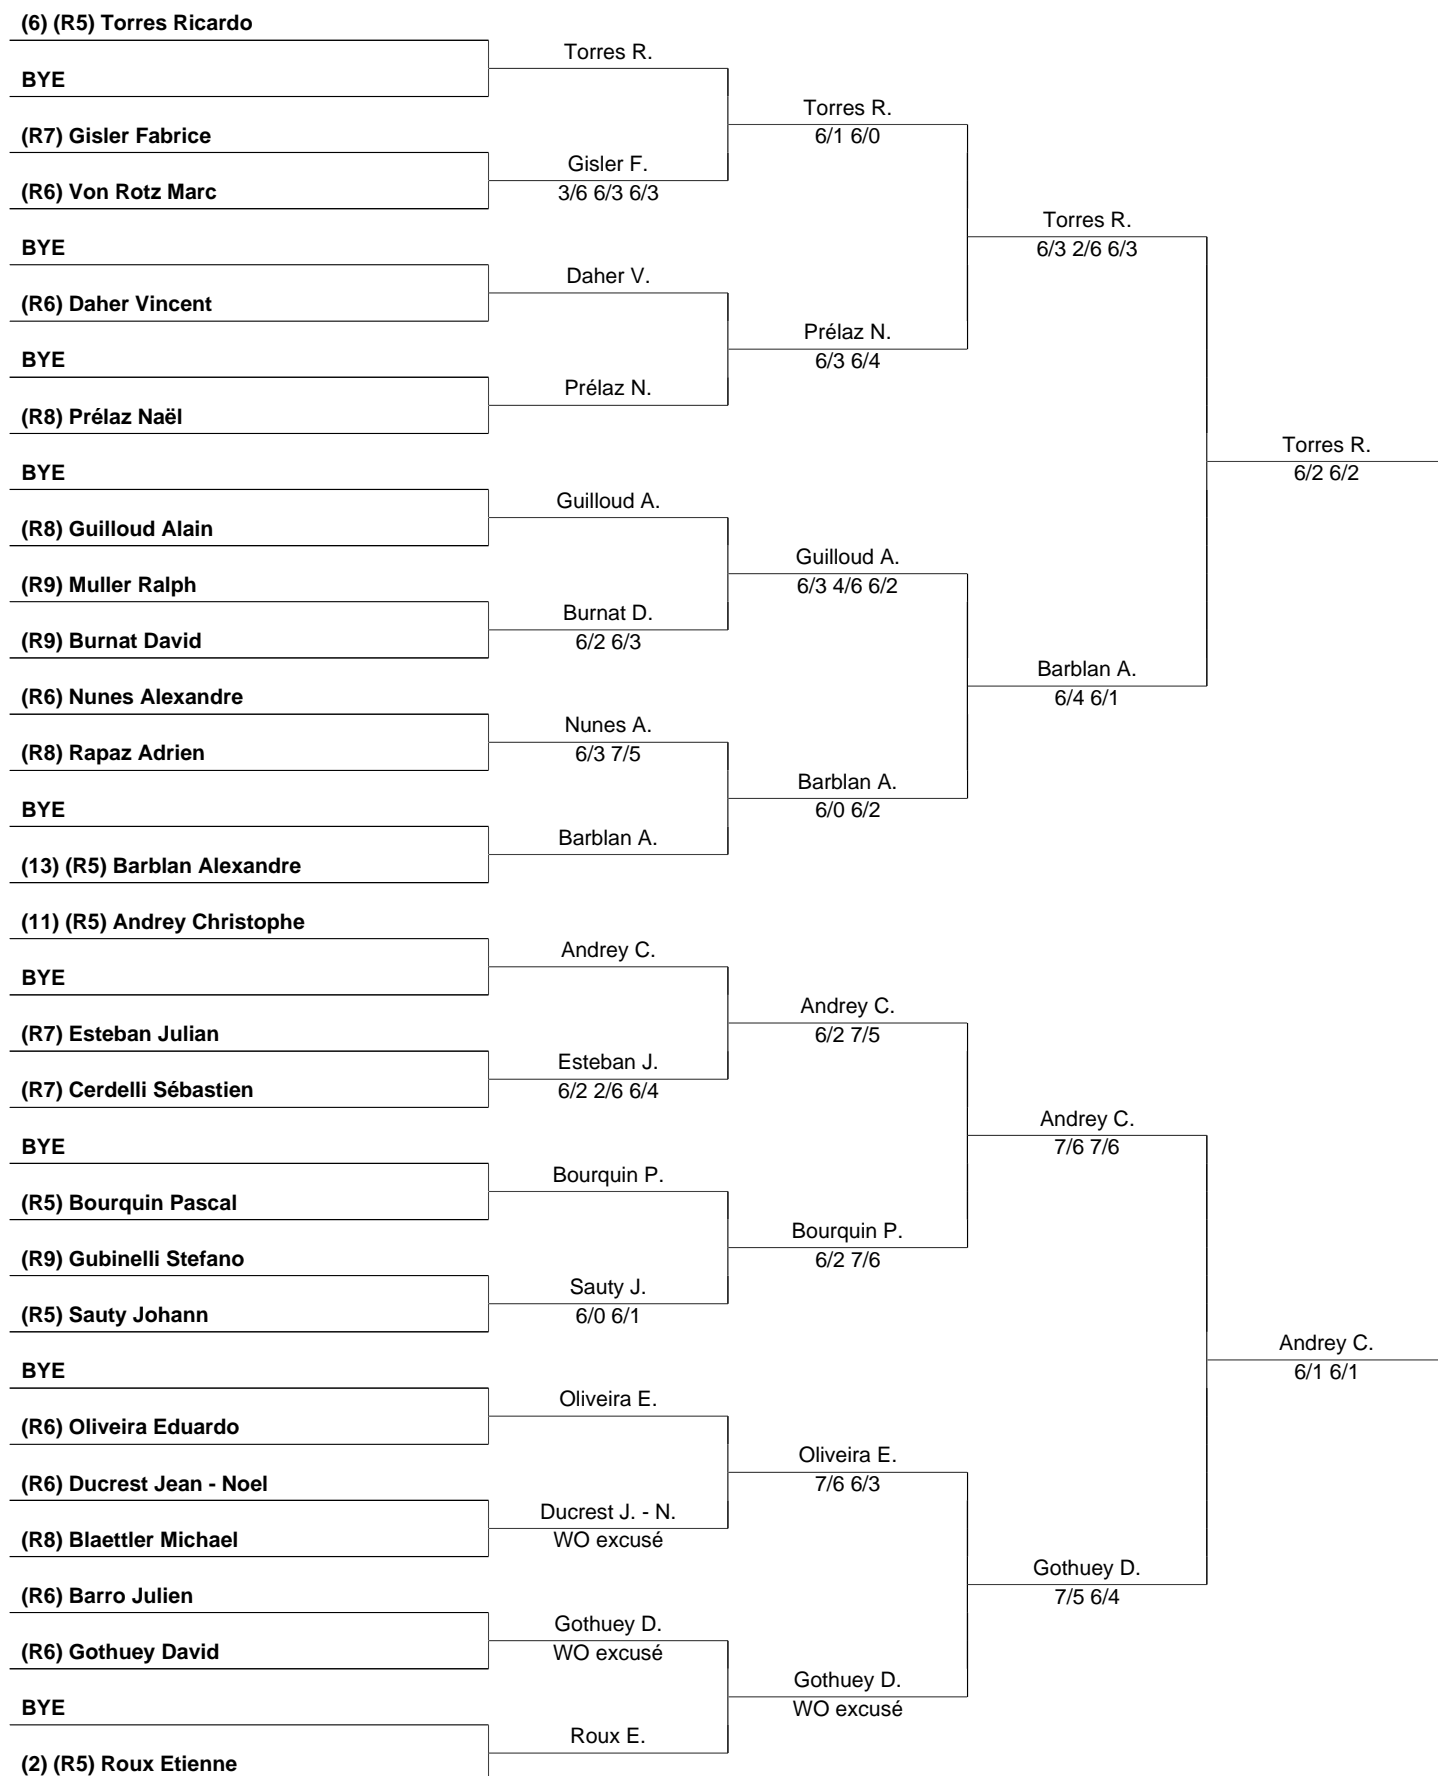 (6) (R5) Torres Ricardo
BYE
(R7) Gisler Fabrice
(R6) Von Rotz Marc
BYE
(R6) Daher Vincent
BYE
(R8) Prélaz Naël
BYE
(R8) Guilloud Alain
(R9) Muller Ralph
(R9) Burnat David
(R6) Nunes Alexandre
(R8) Rapaz Adrien
BYE
(13) (R5) Barblan Alexandre
(11) (R5) Andrey Christophe
BYE
(R7) Esteban Julian
(R7) Cerdelli Sébastien
BYE
(R5) Bourquin Pascal
(R9) Gubinelli Stefano
(R5) Sauty Johann
BYE
(R6) Oliveira Eduardo
(R6) Ducrest Jean - Noel
(R8) Blaettler Michael
(R6) Barro Julien
(R6) Gothuey David
BYE
(2) (R5) Roux Etienne
Torres R.
Gisler F.
3/6 6/3 6/3
Daher V.
Prélaz N.
Guilloud A.
Burnat D.
6/2 6/3
Nunes A.
6/3 7/5
Barblan A.
Andrey C.
Esteban J.
6/2 2/6 6/4
Bourquin P.
Sauty J.
6/0 6/1
Oliveira E.
Ducrest J. - N.
WO excusé
Gothuey D.
WO excusé
Roux E.
Torres R.
6/1 6/0
Prélaz N.
6/3 6/4
Guilloud A.
6/3 4/6 6/2
Barblan A.
6/0 6/2
Andrey C.
6/2 7/5
Bourquin P.
6/2 7/6
Oliveira E.
7/6 6/3
Gothuey D.
WO excusé
Torres R.
6/3 2/6 6/3
Barblan A.
6/4 6/1
Andrey C.
7/6 7/6
Gothuey D.
7/5 6/4
Torres R.
6/2 6/2
Andrey C.
6/1 6/1